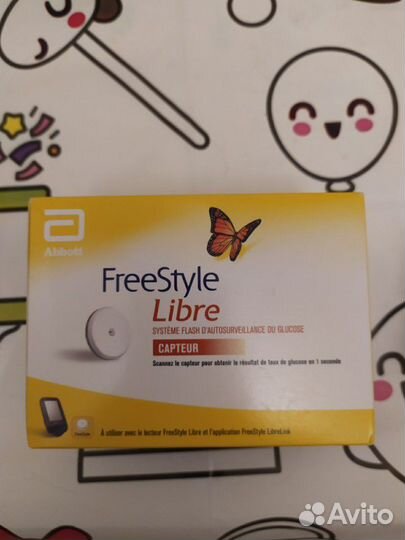 Abbott
FreeStyle
Libre
SYSTÈME FLASH D'AUTOSURVEILLANCE DU GLUCOSE
CAPTEUR
Scannez le capteur pour obtenir le résultat de taux de glucose en 1 seconde
FreeStyle
À utiliser avec le lecteur FreeStyle Libre et l'application FreeStyle LibreLink
Avito